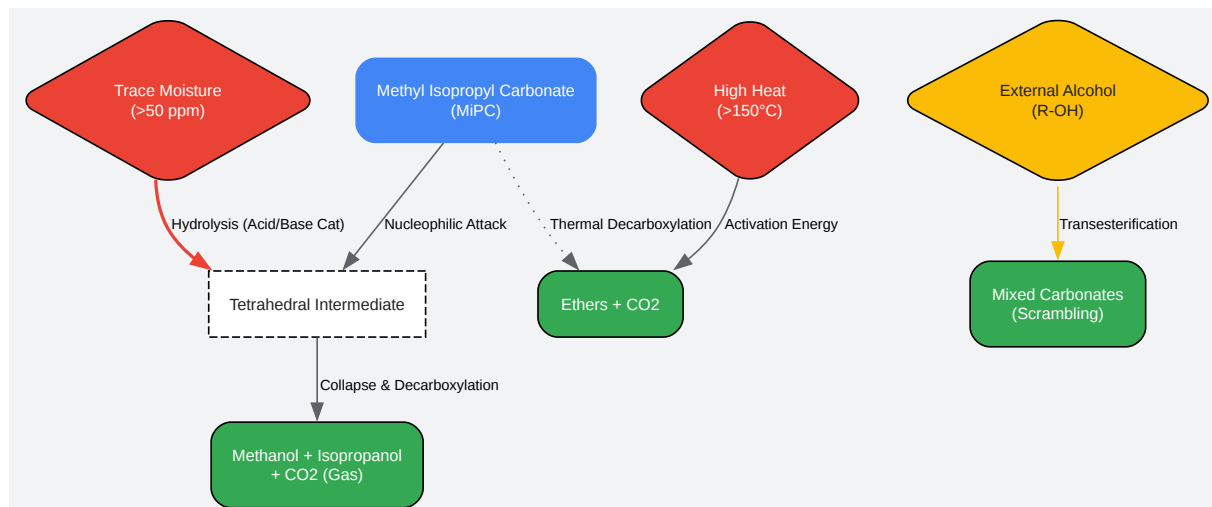 Trace Moisture
(>50 ppm)
Methyl Isopropyl Carbonate
(MiPC)
High Heat
(>150°C)
External Alcohol
(R-OH)
Hydrolysis (Acid/Base Cat)
Nucleophilic Attack
Thermal Decarboxylation
Activation Energy
Transesterification
Tetrahedral Intermediate
Ethers + CO2
Mixed Carbonates
(Scrambling)
Collapse & Decarboxylation
Methanol + Isopropanol
+ CO2 (Gas)